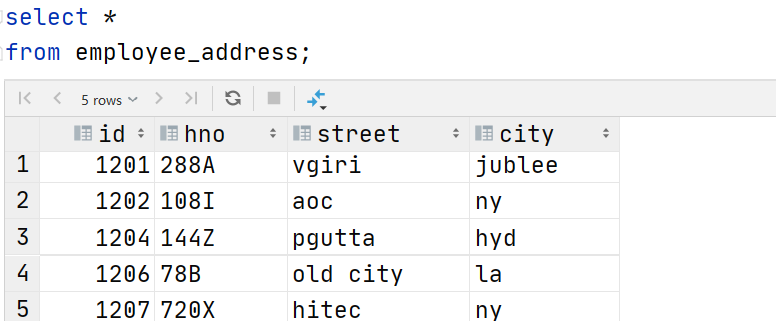 select *
from employee_address;
5 rows
id hno street city
1 1201 288A vgiri jublee
2 1202 108I aoc ny
3 1204 144Z pgutta hyd
4 1206 78B old city la
5 1207 720X hitec ny